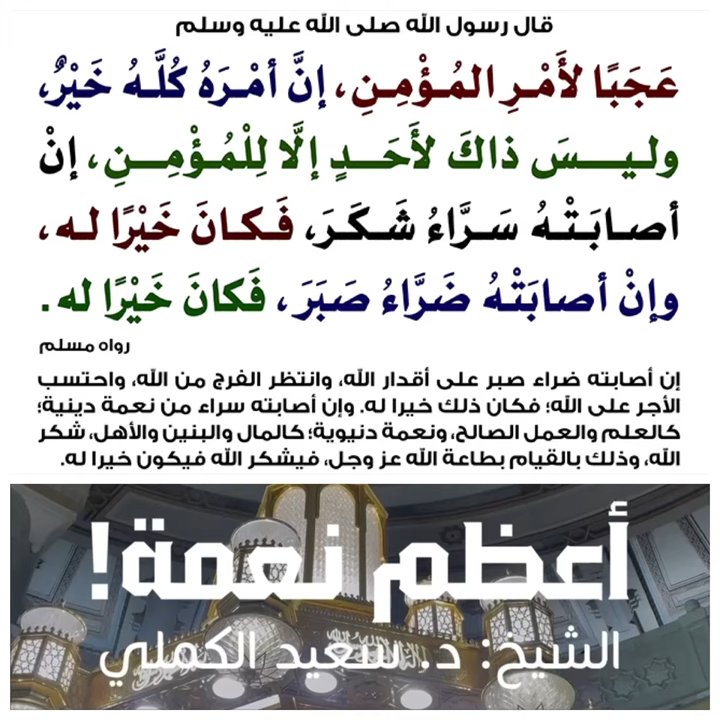 قال رسول الله صلى الله عليه وسلم
عَجَبًا لأَمْرِ المُؤْمِنِ، إنَّ أمْرَهُ كُلَّهُ خَيْرٌ،
وليسَ ذاكَ لأَحَدٍ إلَّا لِلْمُؤْمِنِ، إنْ
أصابَتْهُ سَرَّاءُ شَكَرَ، فَكانَ خَيْرًا له،
وإنْ أصابَتْهُ ضَرَّاءُ صَبَرَ، فَكانَ خَيْرًا له.
رواه مسلم
إن أصابته ضراء صبر على أقدار الله، وانتظر الفرج من الله، واحتسب
الأجر على الله؛ فكان ذلك خيرا له. وإن أصابته سراء من نعمة دينية؛
كالعلم والعمل الصالح، ونعمة دنيوية؛ كالمال والبنين والأهل، شكر
الله، وذلك بالقيام بطاعة الله عز وجل، فيشكر الله فيكون خيرا له.
أعظم نعمة!
الشيخ: د. سعيد الكملي